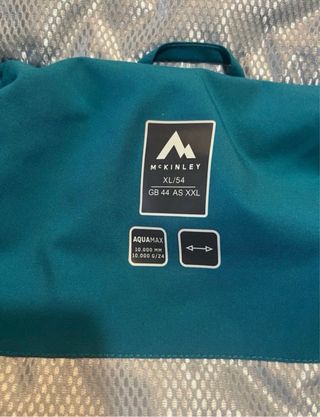 McKINLEY
XL/54
GB 44 AS XXL
AQUAMAX
10.000 MM
10.000 G/24